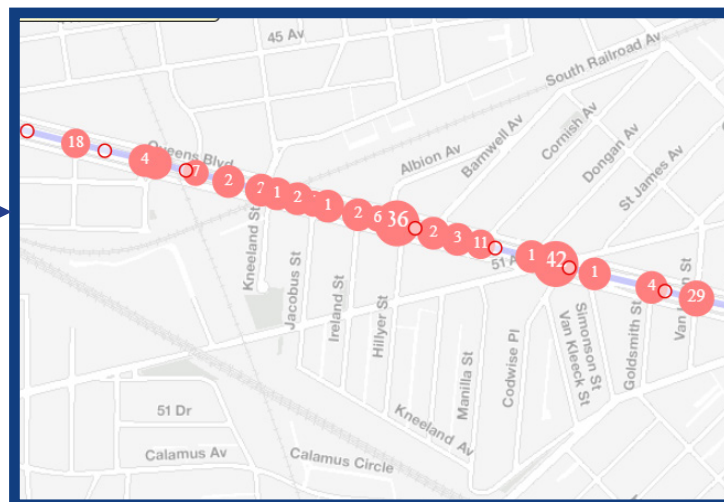 45 Av
South Railroad Av
18
4
Queens Blvd
7
2
2
1
2
1
2
6
36
2
3
11
1
42
1
4
29
Albion Av
Barnwell Av
Cornish Av
Dongan Av
St James Av
Kneeland St
Jacobus St
Ireland St
Hillyer St
Manilla St
Codwise Pl
Simonson St
Van Kleeck St
Goldsmith St
Kneeland Av
51 Dr
Calamus Av
Calamus Circle